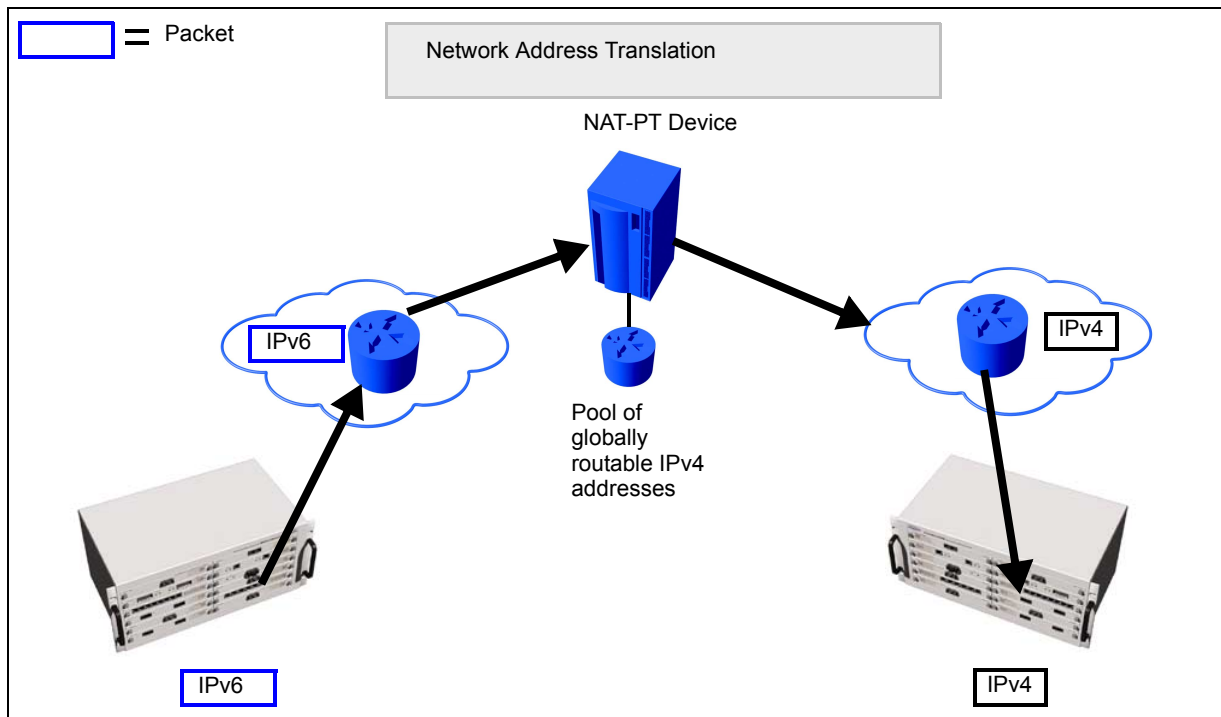 Packet
Network Address Translation
NAT-PT Device
IPv6
IPv4
Pool of
globally
routable IPv4
addresses
IPv6
IPv4